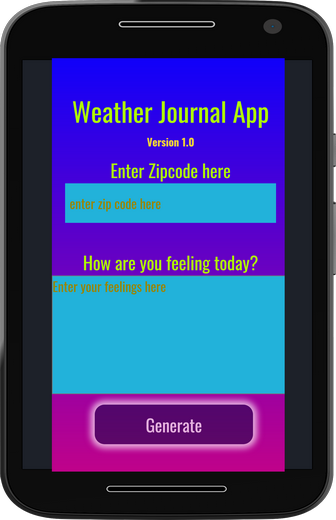 Weather Journal App
Version 1.0
Enter Zipcode here
enter zip code here
How are you feeling today?
Enter your feelings here
Generate